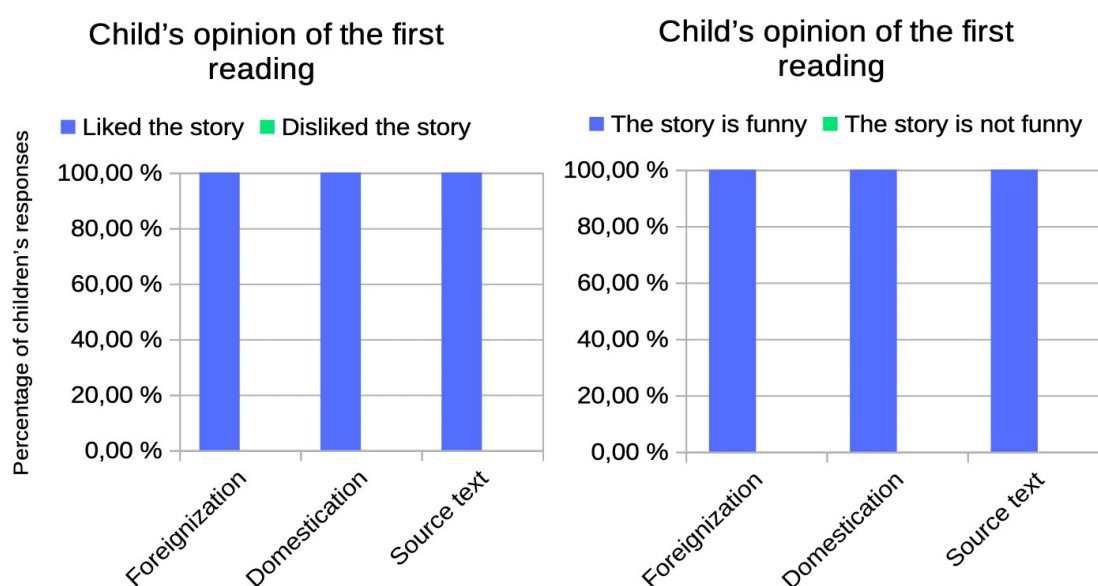 Child’s opinion of the first
reading
Liked the story
Disliked the story
Percentage of children’s responses
100,00 %
80,00 %
60,00 %
40,00 %
20,00 %
0,00 %
Foreignization
Domestication
Source text
Child’s opinion of the first
reading
The story is funny
The story is not funny
100,00 %
80,00 %
60,00 %
40,00 %
20,00 %
0,00 %
Foreignization
Domestication
Source text